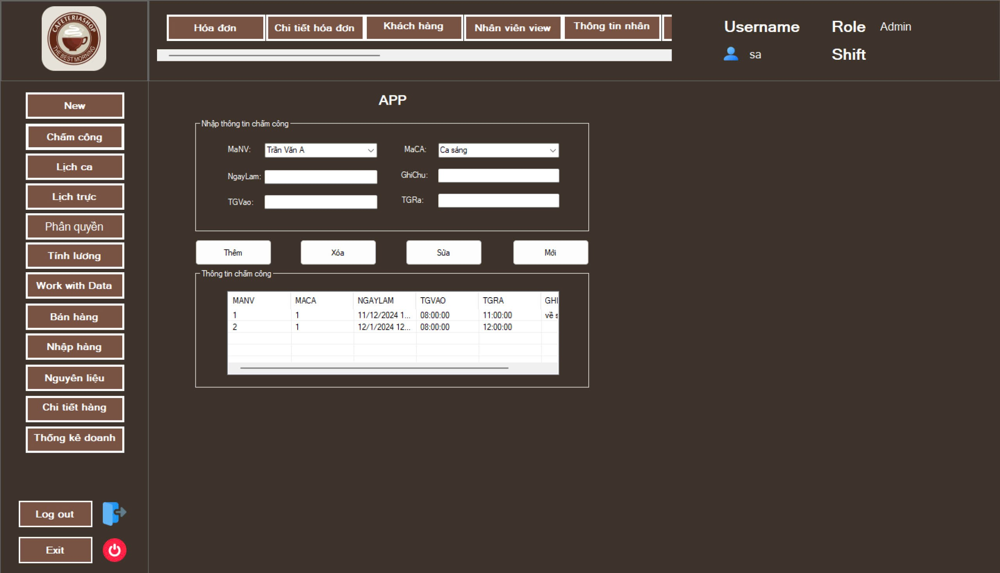 CAFETERIASHOP
THE BEST MORNING
Hóa đơn
Chi tiết hóa đơn
Khách hàng
Nhân viên view
Thông tin nhân
Username
Role
Admin
sa
Shift
New
Chấm công
Lịch ca
Lịch trực
Phân quyền
Tính lương
Work with Data
Bán hàng
Nhập hàng
Nguyên liệu
Chi tiết hàng
Thống kê doanh
Log out
Exit
APP
Nhập thông tin chấm công
MaNV:
Trần Văn A
MaCA:
Ca sáng
NgayLam:
GhiChu:
TGVao:
TGRa:
Thêm
Xóa
Sửa
Mới
Thông tin chấm công
MANV MACA NGAYLAM TGVAO TGRA GHI
1 1 11/12/2024 1... 08:00:00 11:00:00 về s
2 1 12/1/2024 12... 08:00:00 12:00:00